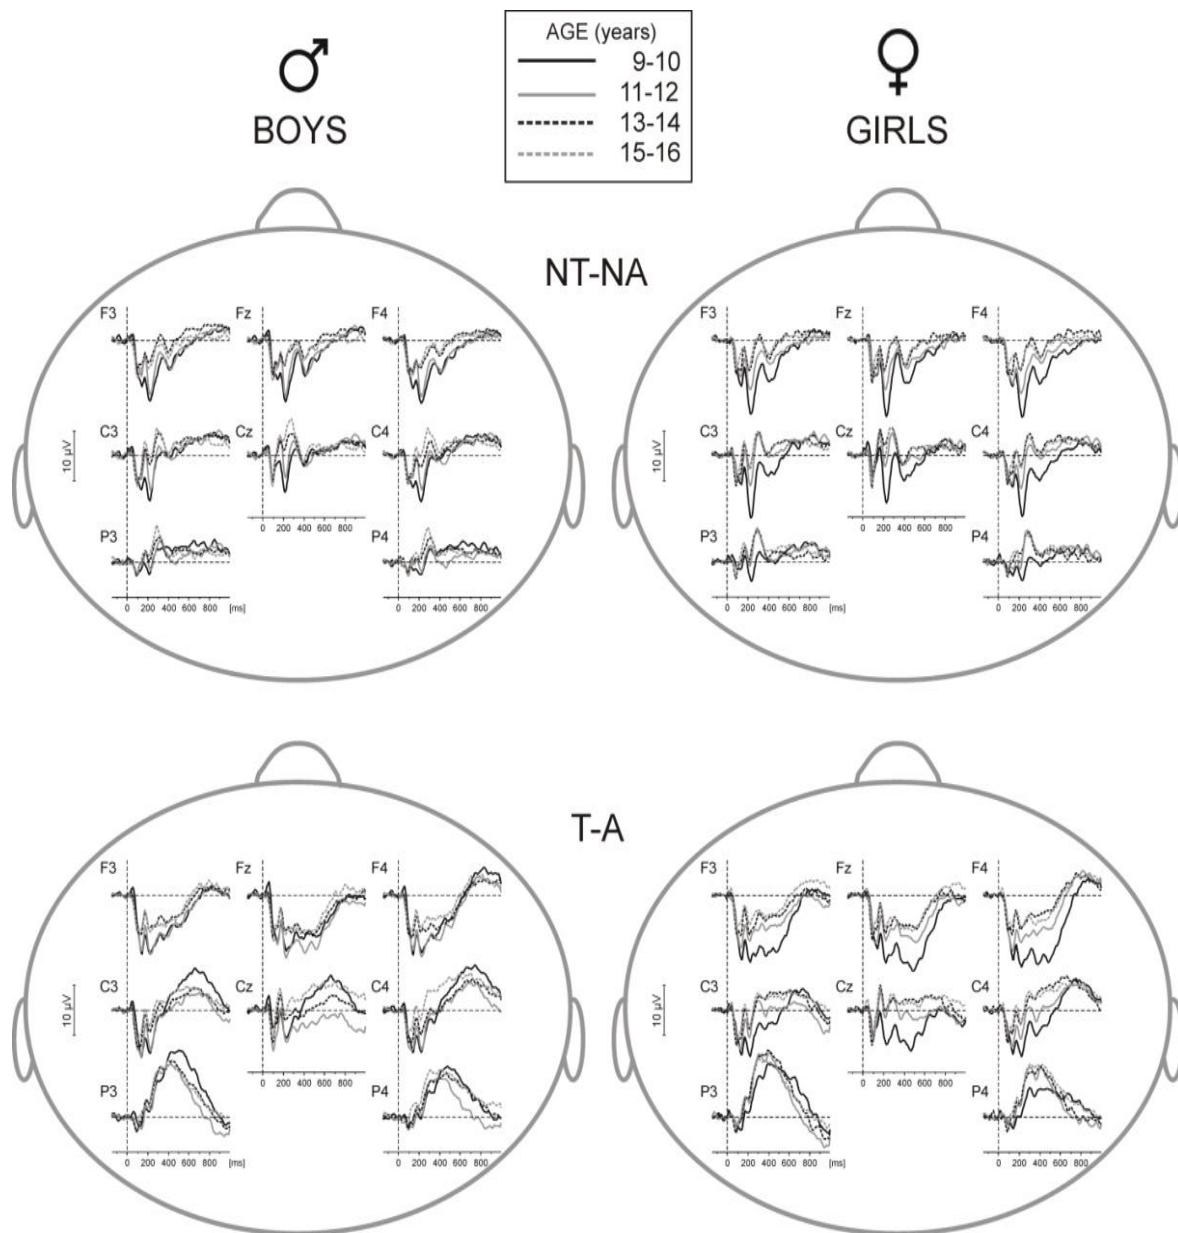 AGE (years)
9-10
11-12
13-14
15-16
♂
BOYS
♀
GIRLS
NT-NA
F3 Fz F4
C3 Cz C4
10 µV
0 200 400 600 800
P3 P4
0 200 400 600 800 [ms]
0 200 400 600 800
F3 Fz F4
C3 Cz C4
10 µV
0 200 400 600 800
P3 P4
0 200 400 600 800 [ms]
0 200 400 600 800
T-A
F3 Fz F4
C3 Cz C4
10 µV
0 200 400 600 800
P3 P4
0 200 400 600 800 [ms]
0 200 400 600 800
F3 Fz F4
C3 Cz C4
10 µV
0 200 400 600 800
P3 P4
0 200 400 600 800 [ms]
0 200 400 600 800